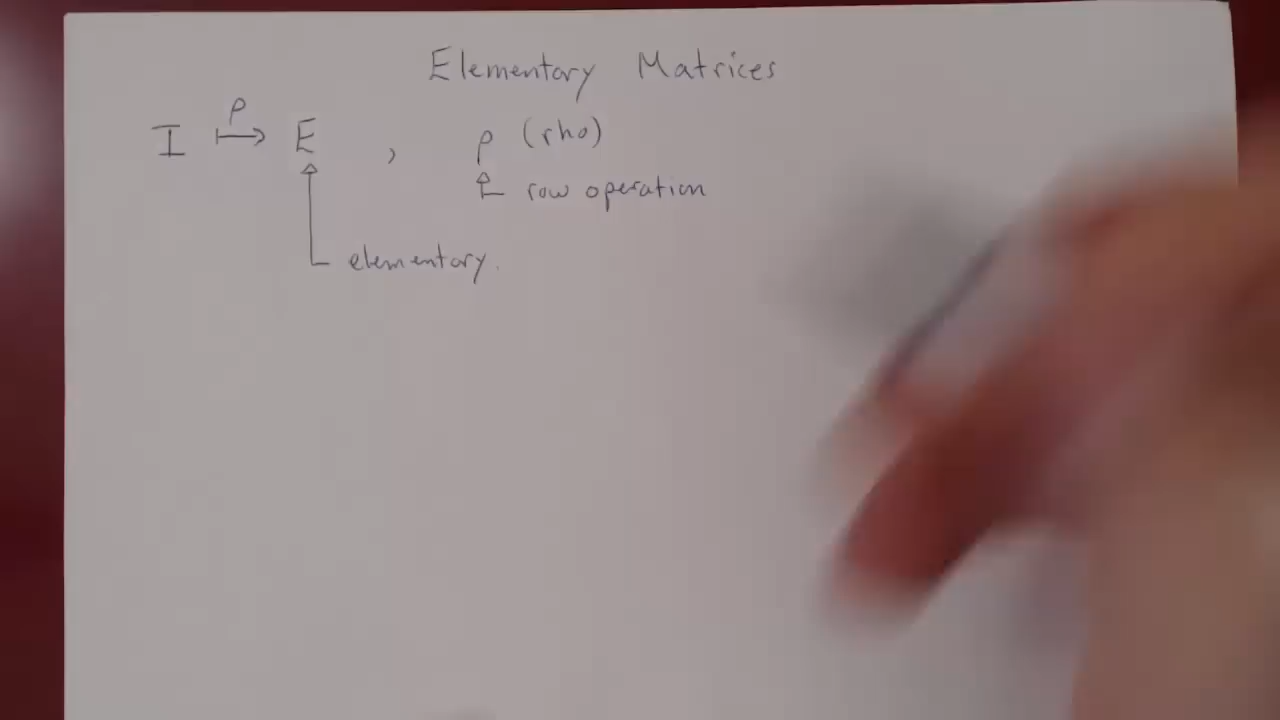 Elementary Matrices
I ρ↦ E , ρ (rho)
row operation
elementary.